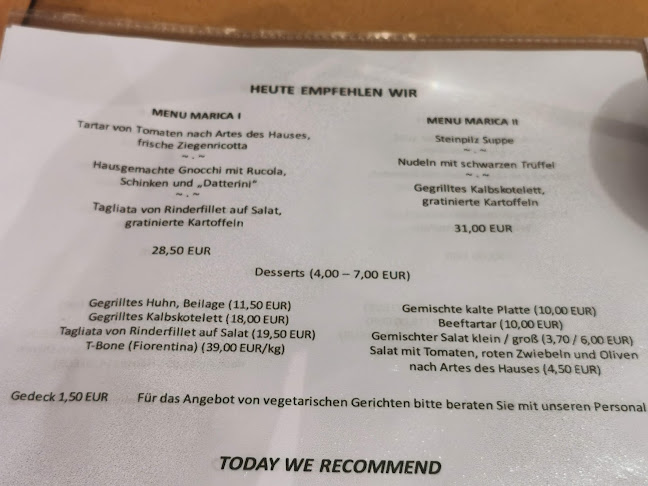 HEUTE EMPFEHLEN WIR
MENU MARICA I
Tartar von Tomaten nach Artes des Hauses,
frische Ziegenricotta
~ . ~
Hausgemachte Gnocchi mit Rucola,
Schinken und „Datterini“
~ . ~
Tagliata von Rinderfillet auf Salat,
gratinierte Kartoffeln
28,50 EUR
MENU MARICA II
Steinpilz Suppe
~ . ~
Nudeln mit schwarzen Trüffel
~ . ~
Gegrilltes Kalbskotelett,
gratinierte Kartoffeln
31,00 EUR
Desserts (4,00 – 7,00 EUR)
Gegrilltes Huhn, Beilage (11,50 EUR)
Gegrilltes Kalbskotelett (18,00 EUR)
Tagliata von Rinderfillet auf Salat (19,50 EUR)
T-Bone (Fiorentina) (39,00 EUR/kg)
Gemischte kalte Platte (10,00 EUR)
Beeftartar (10,00 EUR)
Gemischter Salat klein / groß (3,70 / 6,00 EUR)
Salat mit Tomaten, roten Zwiebeln und Oliven
nach Artes des Hauses (4,50 EUR)
Gedeck 1,50 EUR Für das Angebot von vegetarischen Gerichten bitte beraten Sie mit unseren Personal
TODAY WE RECOMMEND